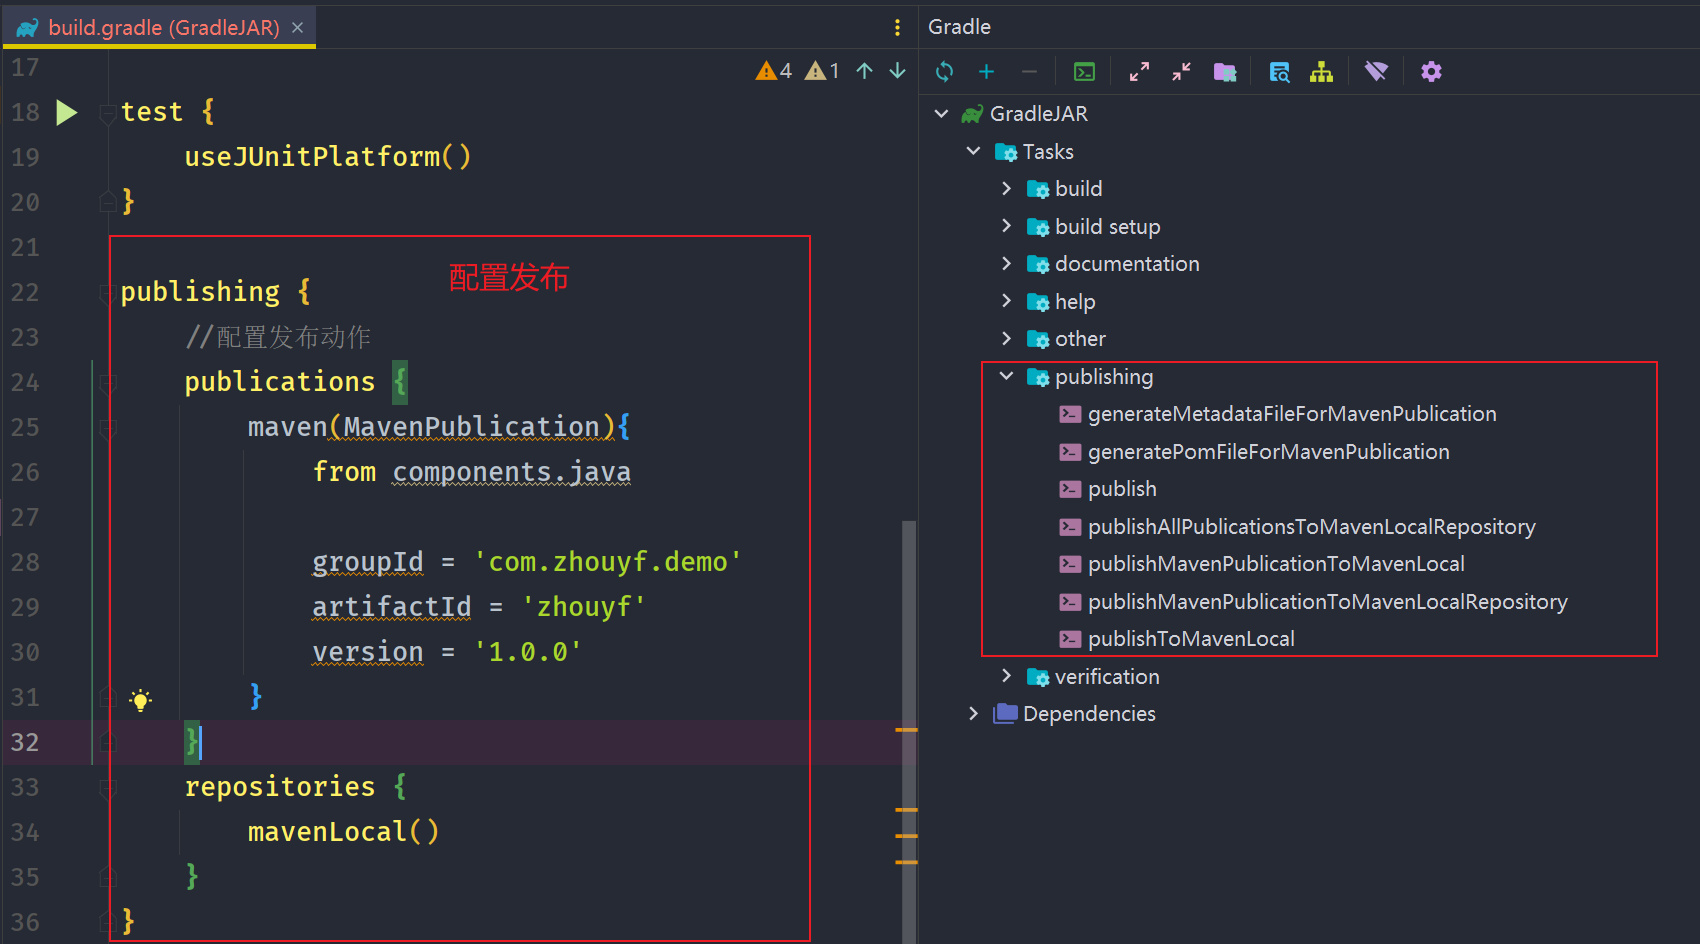 build.gradle (GradleJAR)
4 1
17
18 test {
19 useJUnitPlatform()
20 }
21
配置发布
22 publishing {
23 //配置发布动作
24 publications {
25 maven(MavenPublication){
26 from components.java
27
28 groupId = 'com.zhouyf.demo'
29 artifactId = 'zhouyf'
30 version = '1.0.0'
31 }
32 }
33 repositories {
34 mavenLocal()
35 }
36 }
Gradle
GradleJAR
Tasks
build
build setup
documentation
help
other
publishing
generateMetadataFileForMavenPublication
generatePomFileForMavenPublication
publish
publishAllPublicationsToMavenLocalRepository
publishMavenPublicationToMavenLocal
publishMavenPublicationToMavenLocalRepository
publishToMavenLocal
verification
Dependencies